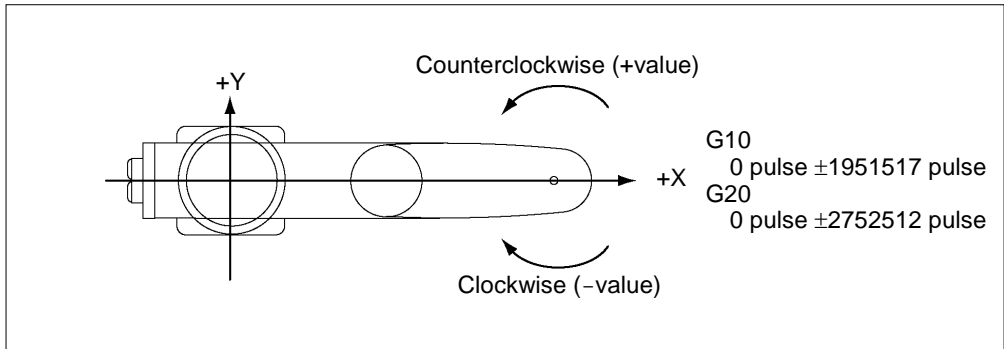 Counterclockwise (+value)
+Y
G10
0 pulse ±1951517 pulse
+X
G20
0 pulse ±2752512 pulse
Clockwise (−value)